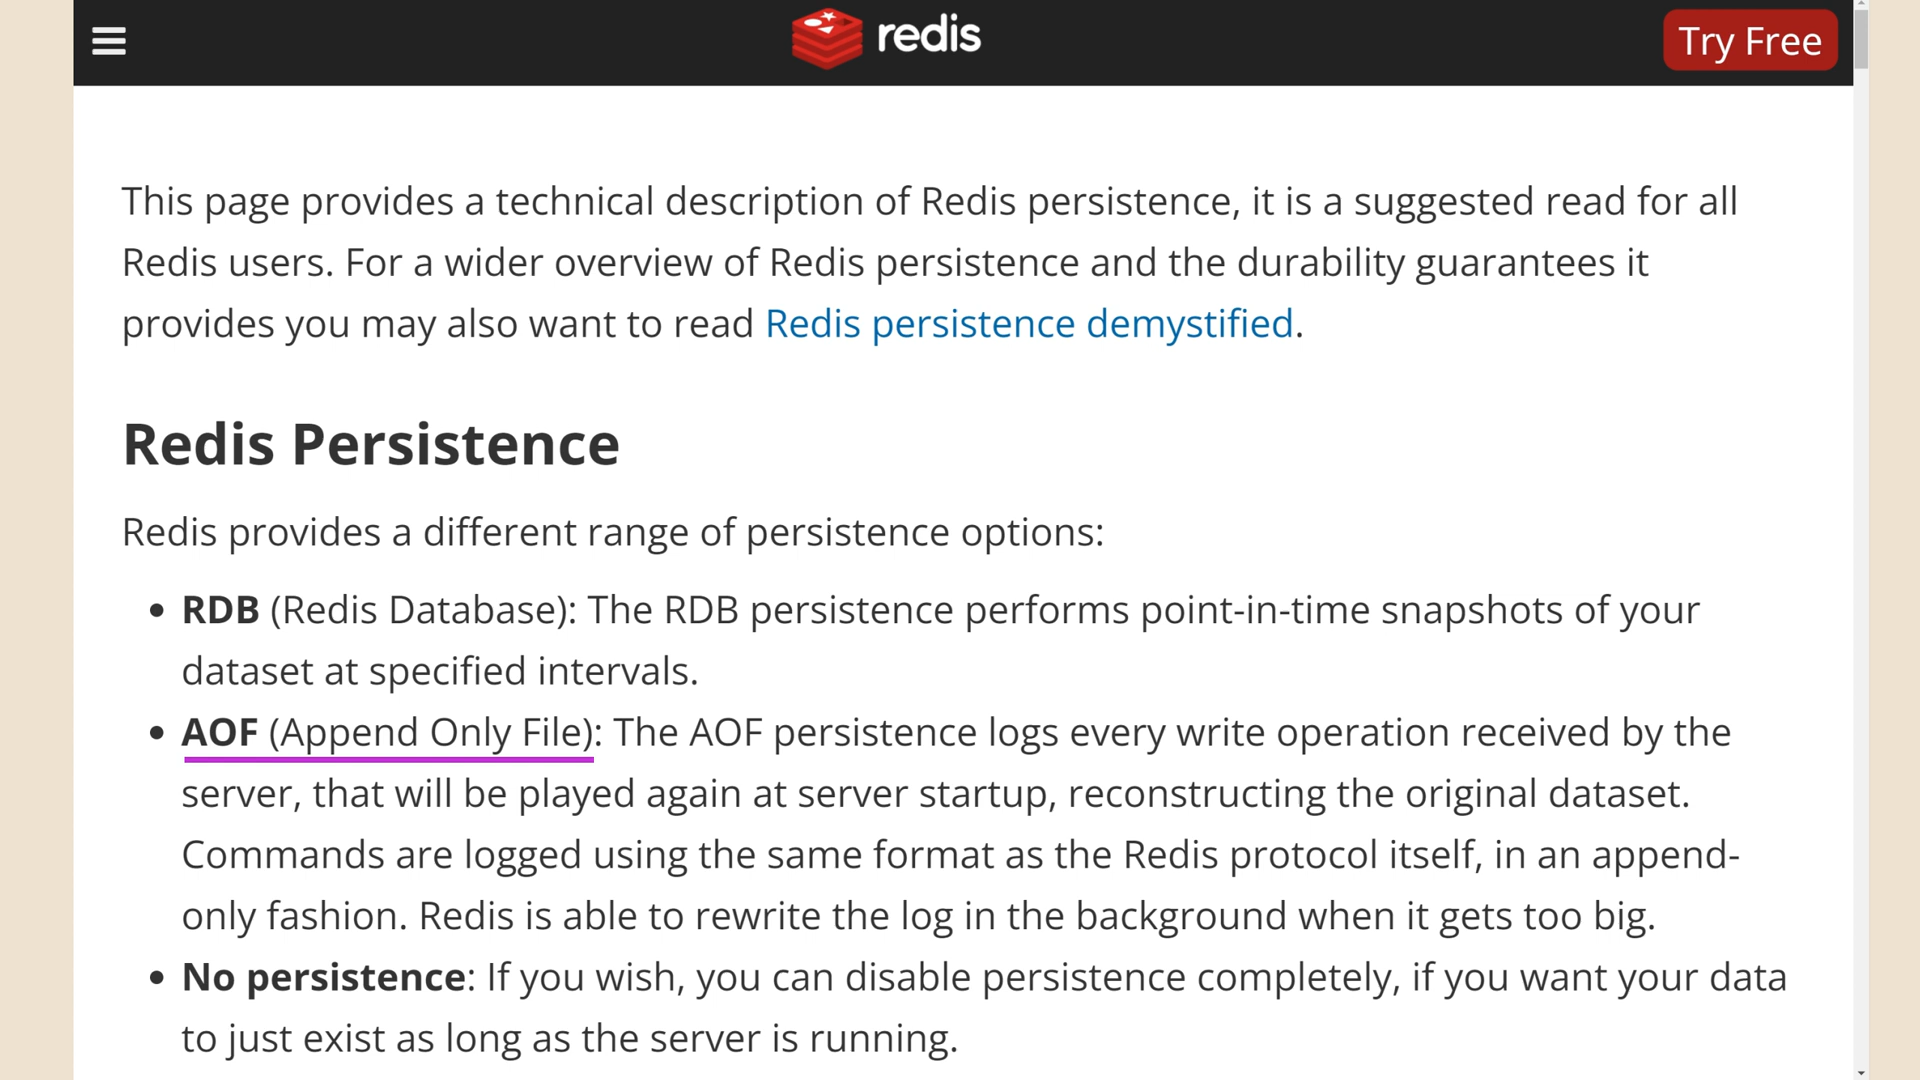 redis
Try Free
This page provides a technical description of Redis persistence, it is a suggested read for all
Redis users. For a wider overview of Redis persistence and the durability guarantees it
provides you may also want to read Redis persistence demystified.
Redis Persistence
Redis provides a different range of persistence options:
• RDB (Redis Database): The RDB persistence performs point-in-time snapshots of your
dataset at specified intervals.
• AOF (Append Only File): The AOF persistence logs every write operation received by the
server, that will be played again at server startup, reconstructing the original dataset.
Commands are logged using the same format as the Redis protocol itself, in an append-
only fashion. Redis is able to rewrite the log in the background when it gets too big.
• No persistence: If you wish, you can disable persistence completely, if you want your data
to just exist as long as the server is running.